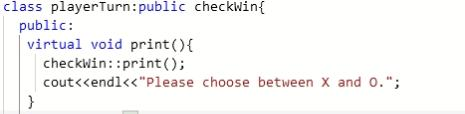 class playerTurn:public checkWin{
public:
virtual void print(){
checkWin::print();
cout<<endl<<"Please choose between X and O.";
}